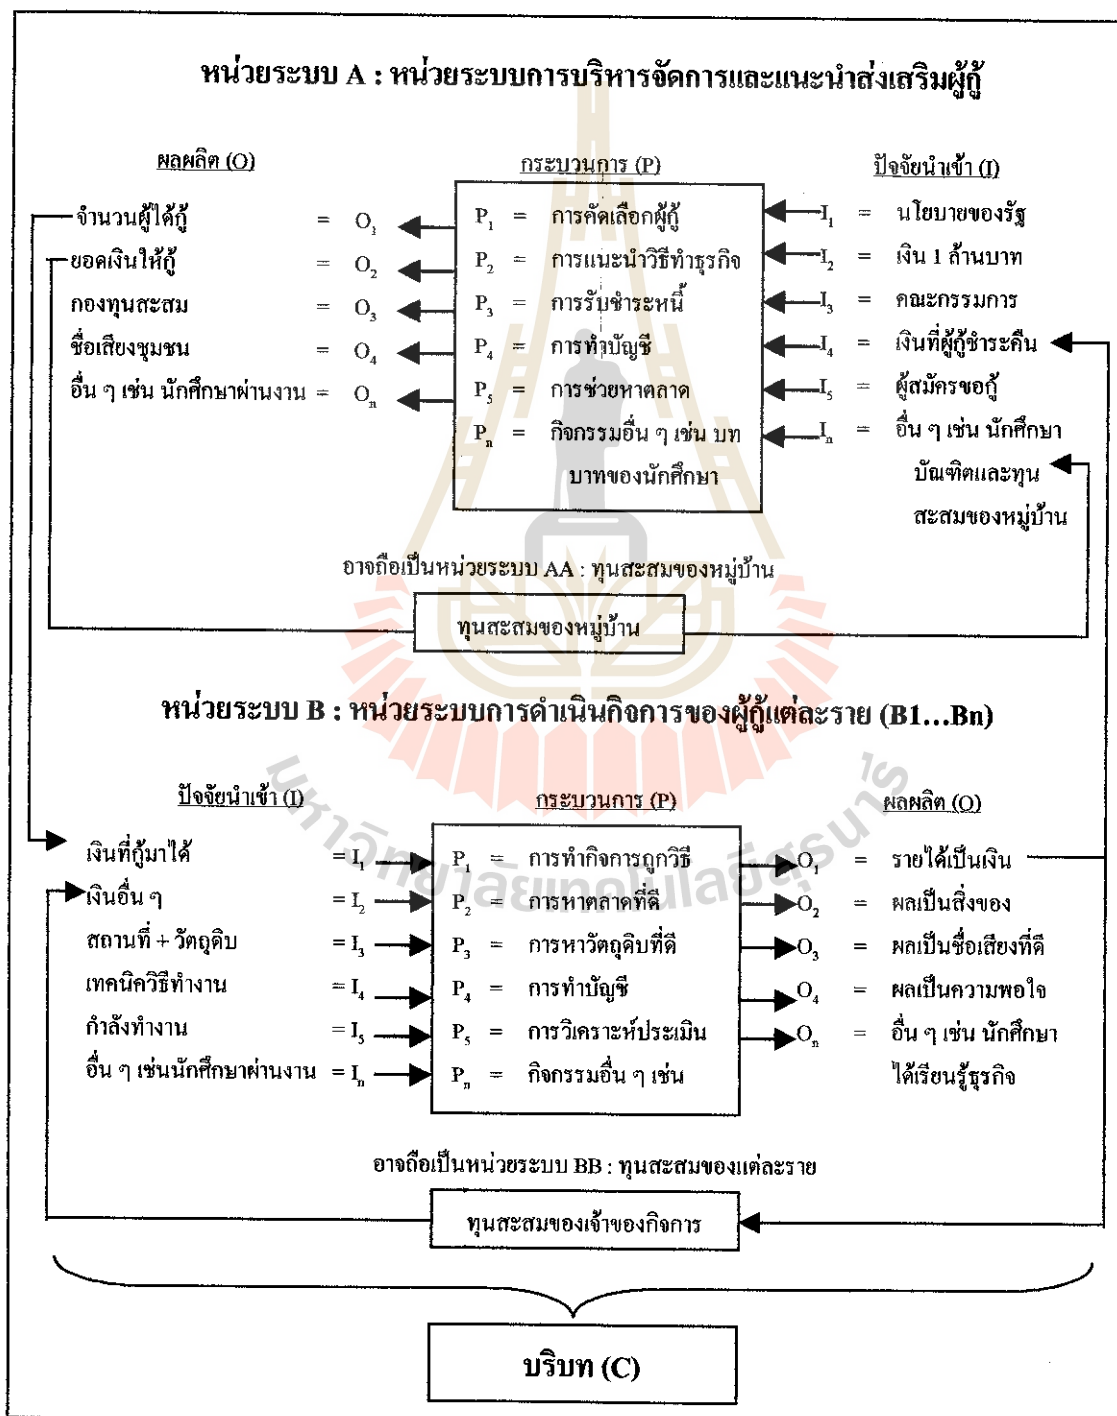 หน่วยระบบ A : หน่วยระบบการบริหารจัดการและแนะนำส่งเสริมผู้กู้
ผลผลิต (O) กระบวนการ (P) ปัจจัยนำเข้า (I)
จำนวนผู้ได้กู้ = O1 P1 = การคัดเลือกผู้กู้ I1 = นโยบายของรัฐ
ยอดเงินให้กู้ = O2 P2 = การแนะนำวิธีทำธุรกิจ I2 = เงิน 1 ล้านบาท
กองทุนสะสม = O3 P3 = การรับชำระหนี้ I3 = คณะกรรมการ
ชื่อเสียงชุมชน = O4 P4 = การทำบัญชี I4 = เงินที่ผู้กู้ชำระคืน
อื่น ๆ เช่น นักศึกษาผ่านงาน = On P5 = การช่วยหาตลาด I5 = ผู้สมัครขอกู้
Pn = กิจกรรมอื่น ๆ เช่น บท In = อื่น ๆ เช่น นักศึกษา
บาทของนักศึกษา บัณฑิตและทุน
สะสมของหมู่บ้าน
อาจถือเป็นหน่วยระบบ AA : ทุนสะสมของหมู่บ้าน
ทุนสะสมของหมู่บ้าน
หน่วยระบบ B : หน่วยระบบการดำเนินกิจการของผู้กู้แต่ละราย (B1...Bn)
ปัจจัยนำเข้า (I) กระบวนการ (P) ผลผลิต (O)
เงินที่กู้มาได้ = I1 P1 = การทำกิจการถูกวิธี O1 = รายได้เป็นเงิน
เงินอื่น ๆ = I2 P2 = การหาตลาดที่ดี O2 = ผลเป็นสิ่งของ
สถานที่ + วัตถุดิบ = I3 P3 = การหาวัตถุดิบที่ดี O3 = ผลเป็นชื่อเสียงที่ดี
เทคนิควิธีทำงาน = I4 P4 = การทำบัญชี O4 = ผลเป็นความพอใจ
กำลังทำงาน = I5 P5 = การวิเคราะห์ประเมิน On = อื่น ๆ เช่น นักศึกษา
อื่น ๆ เช่นนักศึกษาผ่านงาน = In Pn = กิจกรรมอื่น ๆ เช่น ได้เรียนรู้ธุรกิจ
มหาวิทยาลัยเทคโนโลยีสุรนารี
อาจถือเป็นหน่วยระบบ BB : ทุนสะสมของแต่ละราย
ทุนสะสมของเจ้าของกิจการ
บริบท (C)